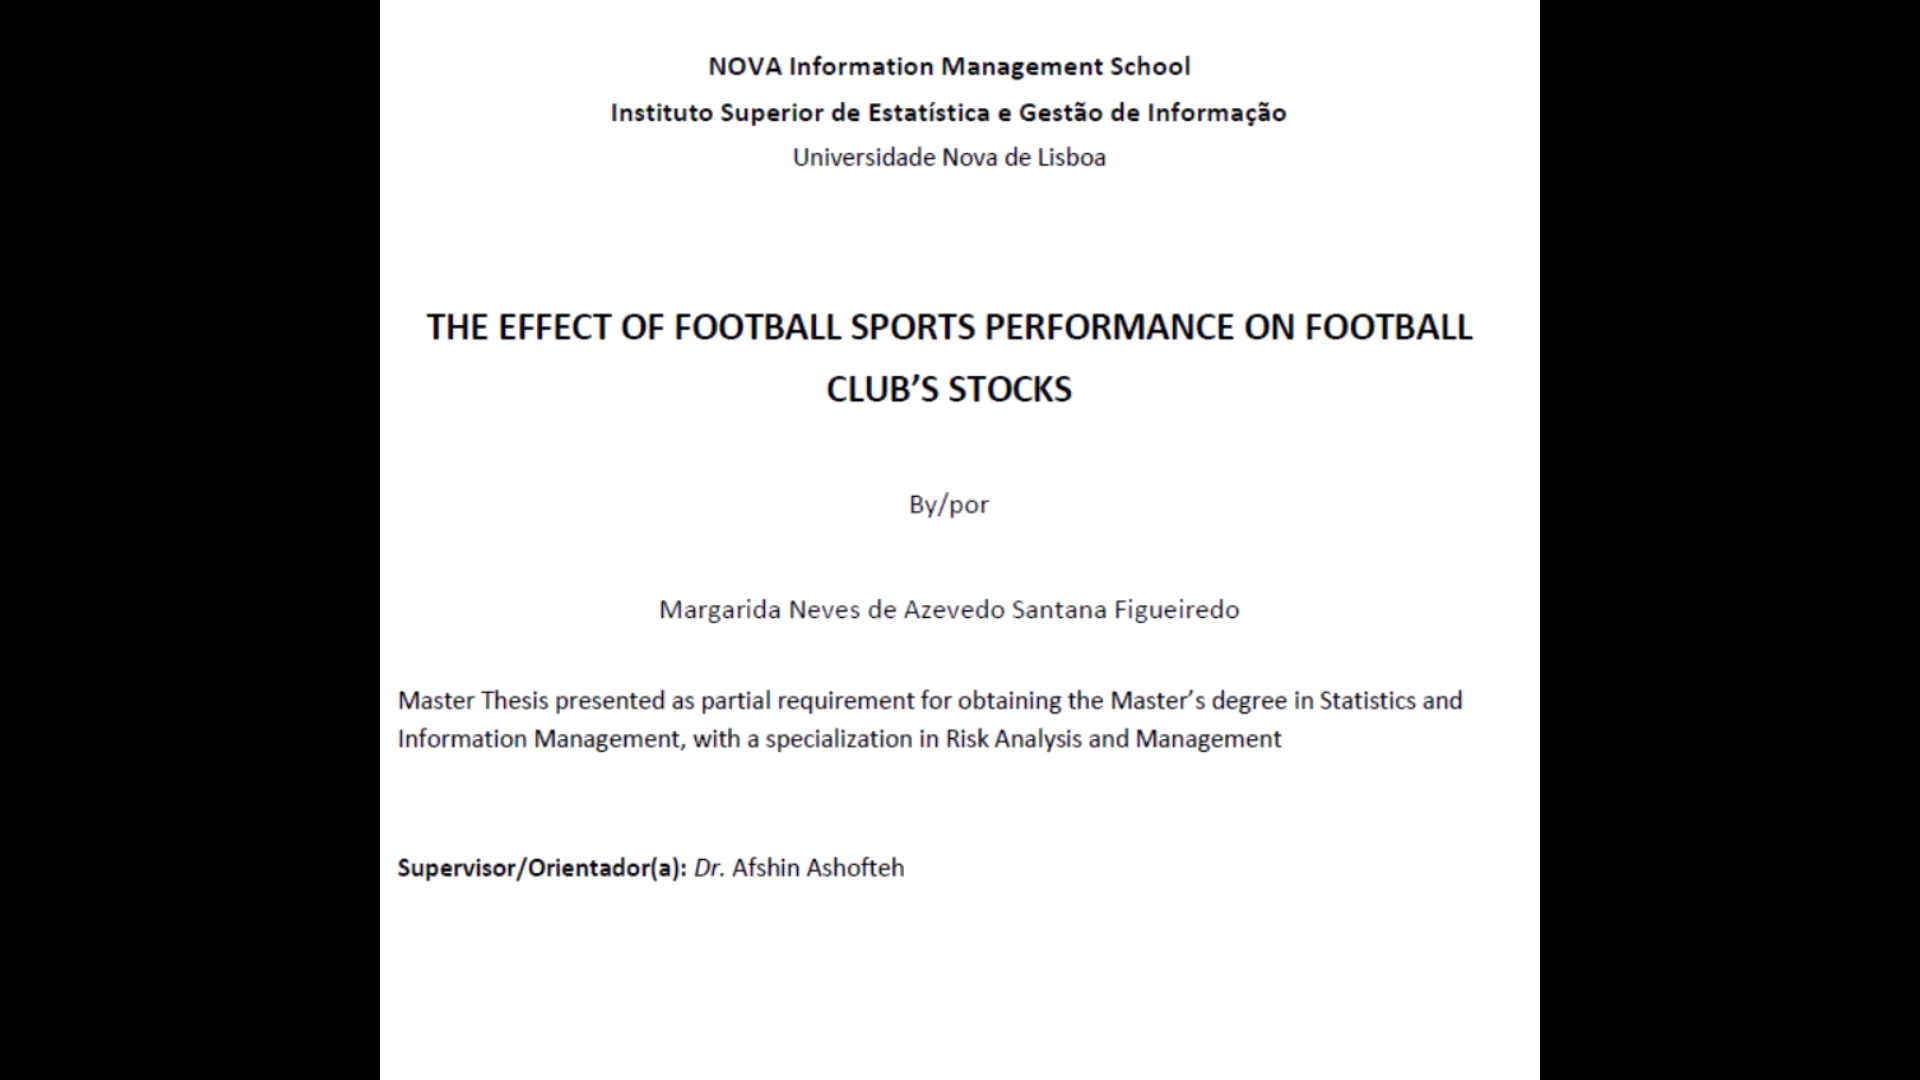 NOVA Information Management School
Instituto Superior de Estatística e Gestão de Informação
Universidade Nova de Lisboa
THE EFFECT OF FOOTBALL SPORTS PERFORMANCE ON FOOTBALL
CLUB’S STOCKS
By/por
Margarida Neves de Azevedo Santana Figueiredo
Master Thesis presented as partial requirement for obtaining the Master’s degree in Statistics and
Information Management, with a specialization in Risk Analysis and Management
Supervisor/Orientador(a): Dr. Afshin Ashofteh